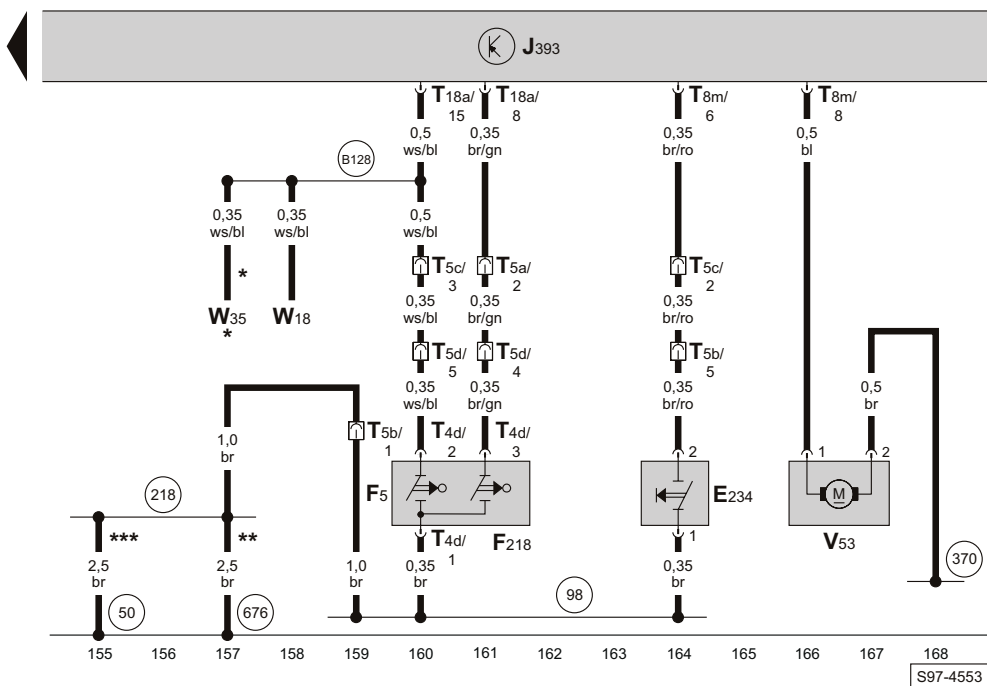 J393
T18a/ T18a/ T8m/ T8m/
15 8 6 8
0,5 0,35 0,35 0,5
ws/bl br/gn br/ro bl
B128
0,35 0,35 0,5
ws/bl ws/bl ws/bl
*
T5c/ T5a/ T5c/
3 2 2
W35 W18
*
0,35 0,35 0,35
ws/bl br/gn br/ro
T5d/ T5d/ T5b/
5 4 5
0,35 0,35 0,35 0,5
ws/bl br/gn br/ro br
T5b/ T4d/ T4d/
1 2 3 2 1 2
1,0
br
F5 E234 M
218
*** **
T4d/ F218 1 V53
1
2,5 2,5 1,0 0,35 0,35
br br br br br
370
50 676 98
155 156 157 158 159 160 161 162 163 164 165 166 167 168
S97-4553